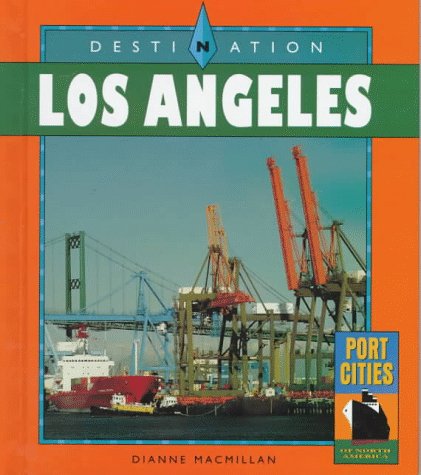 DESTINATION
LOS ANGELES
PORT
CITIES
OF NORTH
AMERICA
DIANNE MACMILLAN